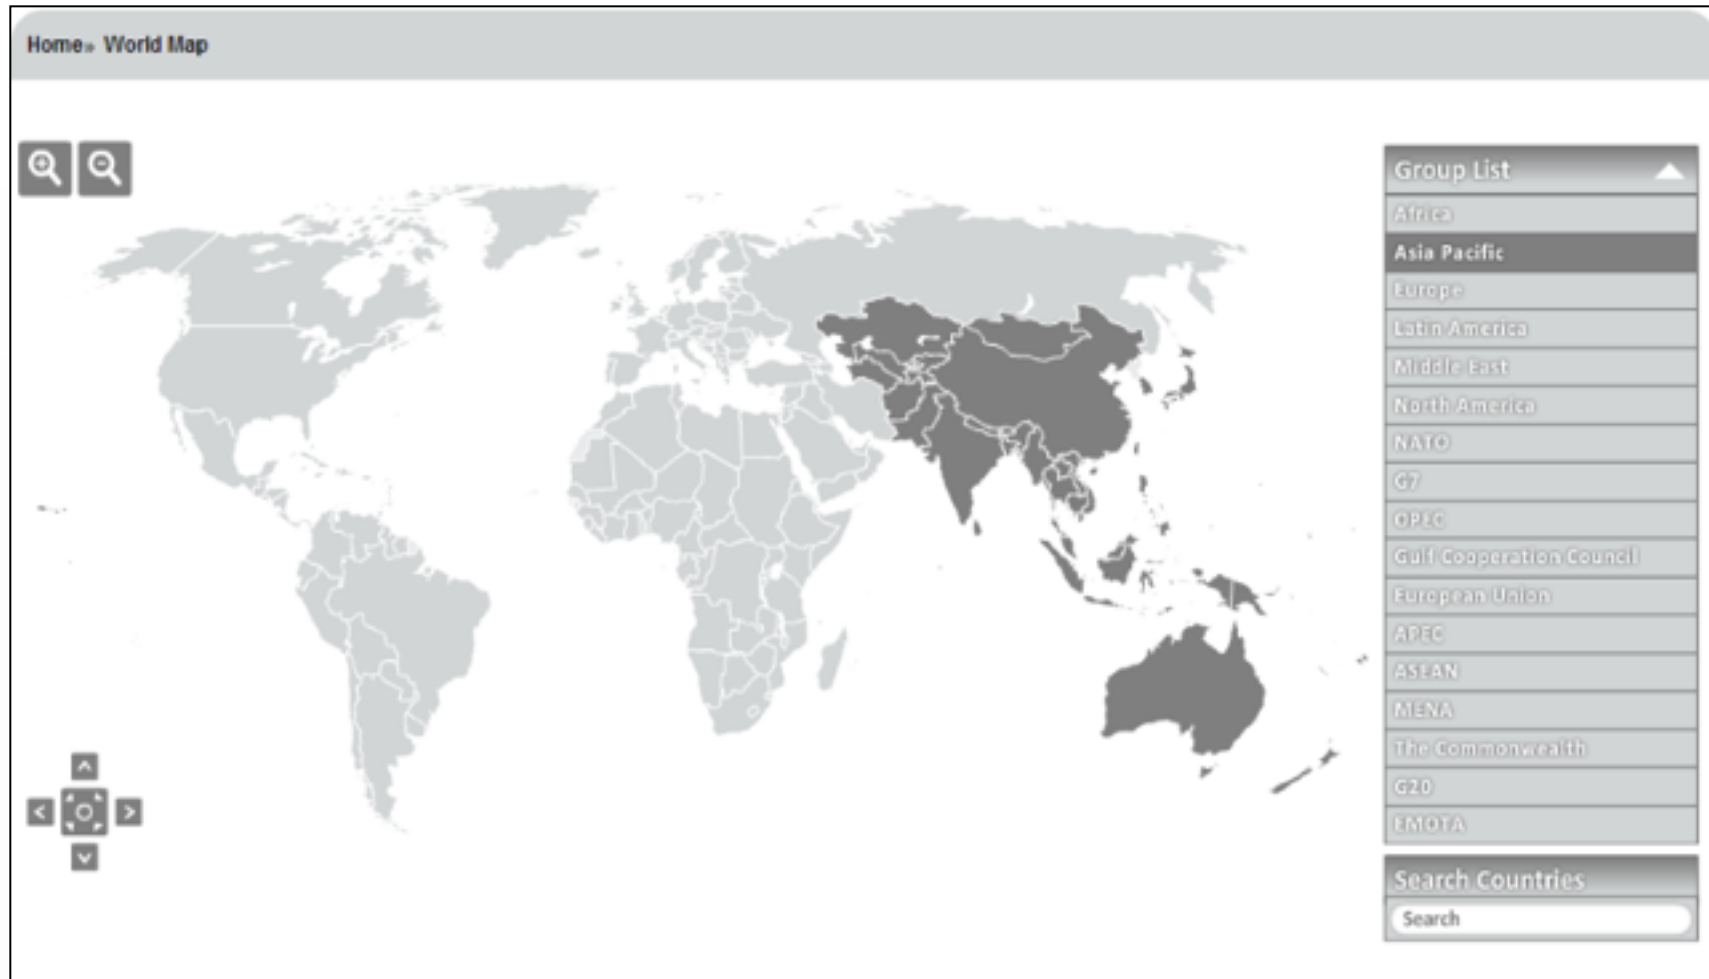 Home» World Map
Group List
Africa
Asia Pacific
Europe
Latin America
Middle East
North America
NATO
G7
OPEC
Gulf Cooperation Council
European Union
APEC
ASEAN
MENA
The Commonwealth
G20
EMOTA
Search Countries
Search